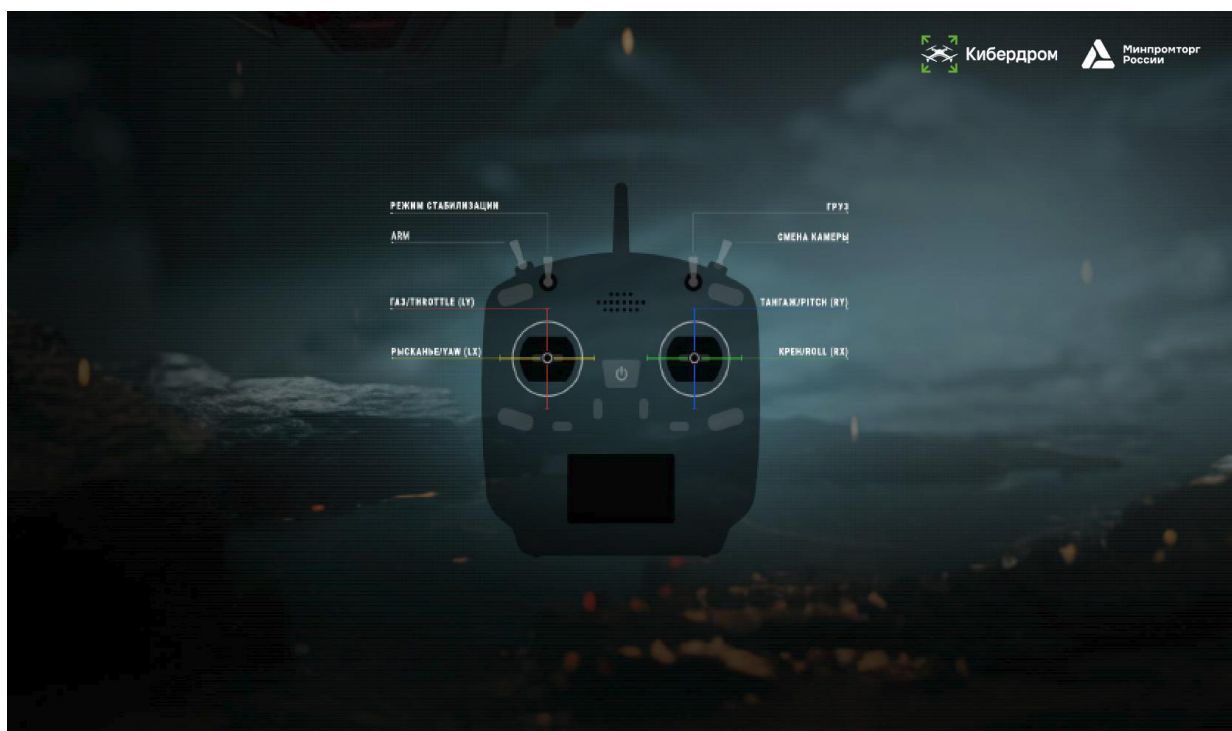 Кибердром
Минпромторг
России
РЕЖИМ СТАБИЛИЗАЦИИ
ГРУЗ
ARM
СМЕНА КАМЕРЫ
ГАЗ/THROTTLE (LY)
ТАНГАЖ/PITCH (RY)
РЫСКАНЬЕ/YAW (LX)
КРЕН/ROLL (RX)